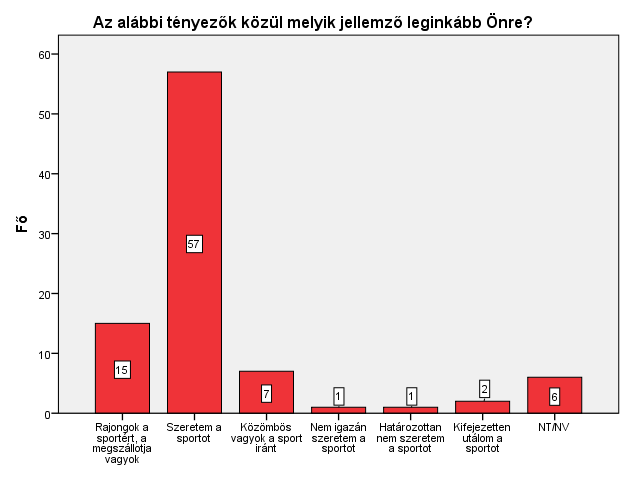 Az alábbi tényezők közül melyik jellemző leginkább Önre?
60
50
40
30
20
10
0
Fő
15
57
7
1
1
2
6
Rajongok a
sportért, a
megszállotja
vagyok
Szeretem a
sportot
Közömbös
vagyok a sport
iránt
Nem igazán
szeretem a
sportot
Határozottan
nem szeretem
a sportot
Kifejezetten
utálom a
sportot
NT/NV